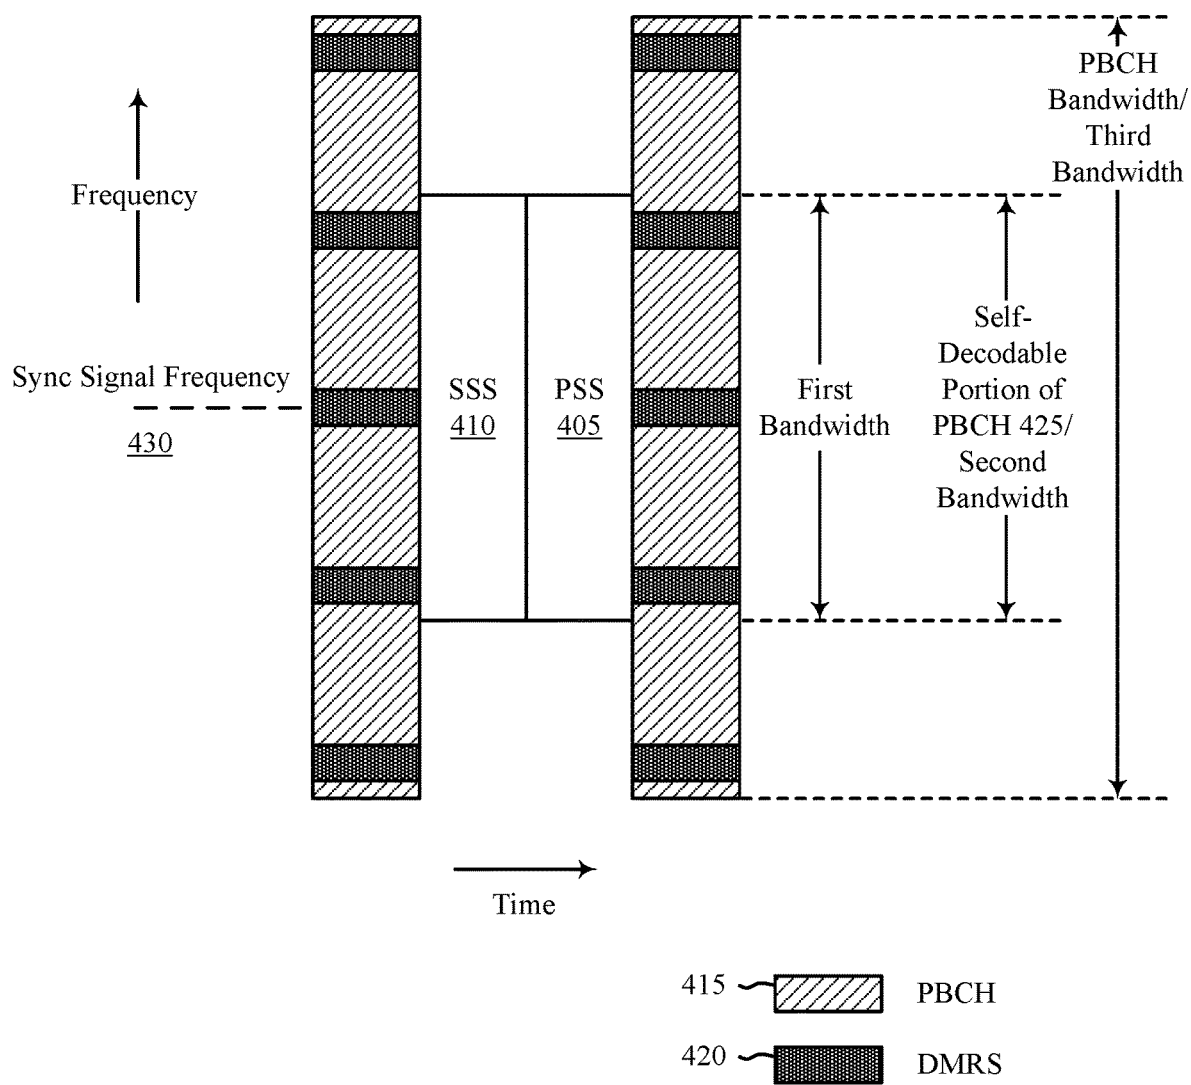 PBCH
Bandwidth/
Third
Bandwidth
Frequency
Sync Signal Frequency
430
SSS
410
PSS
405
First
Bandwidth
Self-
Decodable
Portion of
PBCH 425/
Second
Bandwidth
Time
415
PBCH
420
DMRS